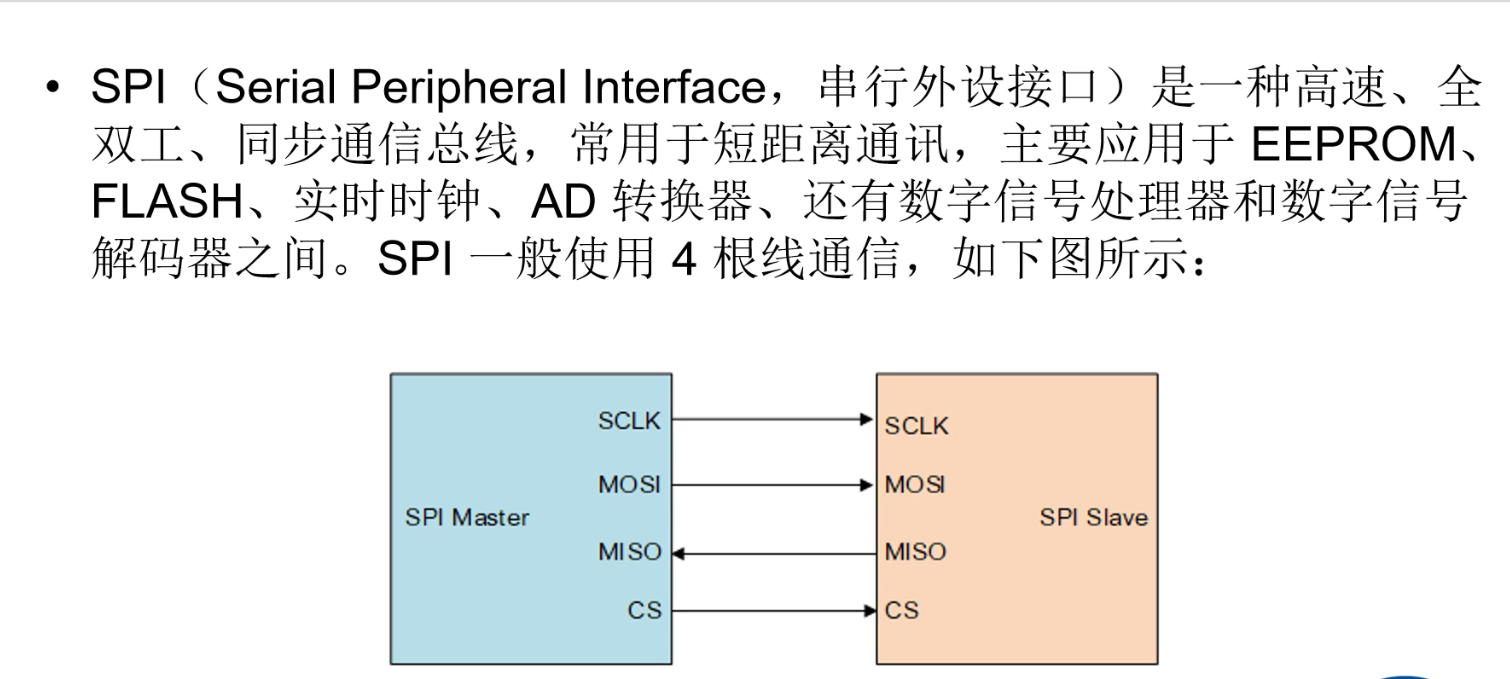 • SPI（Serial Peripheral Interface，串行外设接口）是一种高速、全
双工、同步通信总线，常用于短距离通讯，主要应用于 EEPROM、
FLASH、实时时钟、AD 转换器、还有数字信号处理器和数字信号
解码器之间。SPI 一般使用 4 根线通信，如下图所示：
SCLK
SCLK
MOSI
MOSI
SPI Master
SPI Slave
MISO
MISO
CS
CS